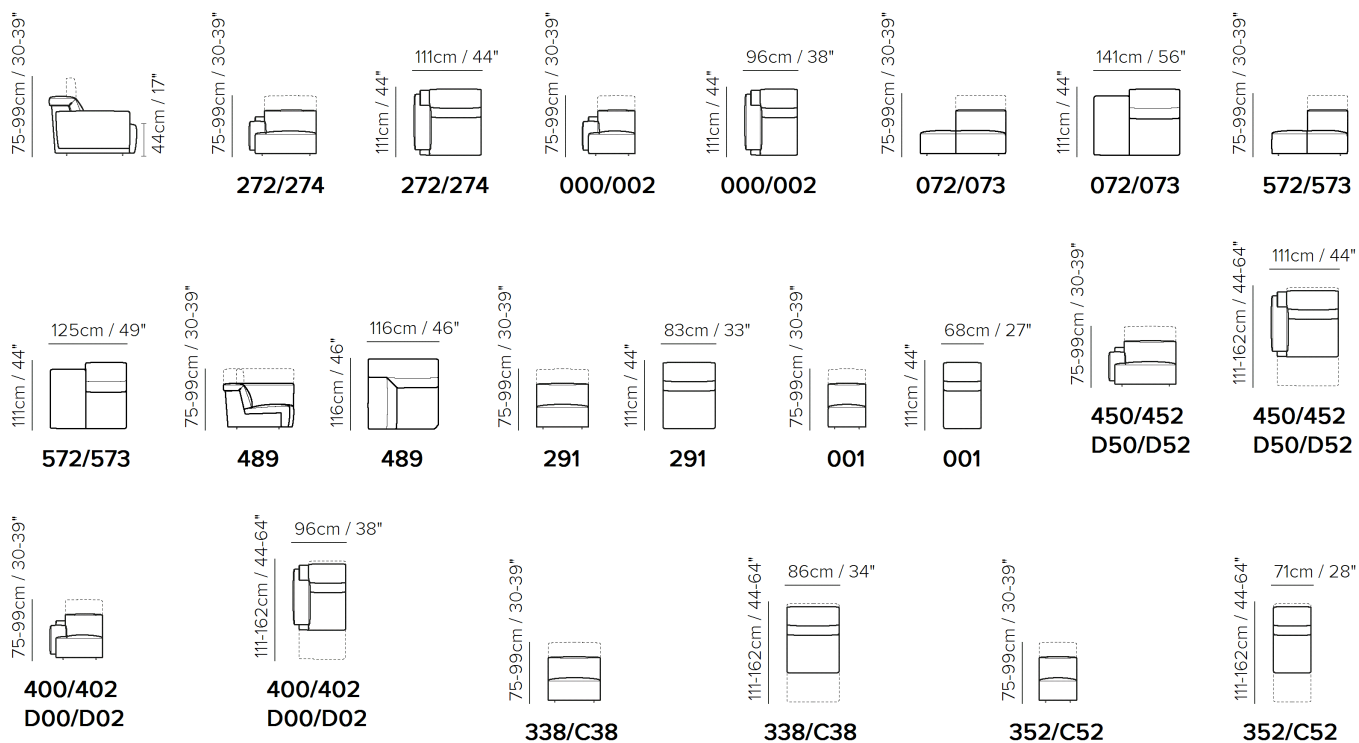 75-99cm / 30-39"
44cm / 17"
75-99cm / 30-39"
272/274
111cm / 44"
111cm / 44"
272/274
75-99cm / 30-39"
000/002
96cm / 38"
111cm / 44"
000/002
75-99cm / 30-39"
072/073
141cm / 56"
111cm / 44"
072/073
75-99cm / 30-39"
572/573
125cm / 49"
111cm / 44"
572/573
75-99cm / 30-39"
489
116cm / 46"
116cm / 46"
489
75-99cm / 30-39"
291
83cm / 33"
111cm / 44"
291
75-99cm / 30-39"
001
68cm / 27"
111cm / 44"
001
75-99cm / 30-39"
450/452
D50/D52
111cm / 44"
111-162cm / 44-64"
450/452
D50/D52
75-99cm / 30-39"
400/402
D00/D02
96cm / 38"
111-162cm / 44-64"
400/402
D00/D02
75-99cm / 30-39"
338/C38
86cm / 34"
111-162cm / 44-64"
338/C38
75-99cm / 30-39"
352/C52
71cm / 28"
111-162cm / 44-64"
352/C52